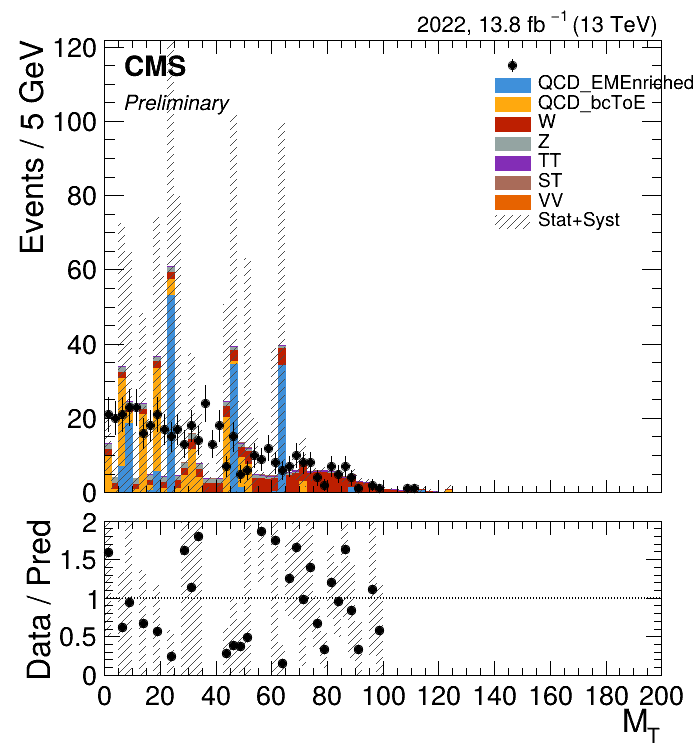 2022, 13.8 fb⁻¹ (13 TeV)
CMS
Preliminary
QCD_EMEnriched
QCD_bcToE
W
Z
TT
ST
VV
Stat+Syst
Events / 5 GeV
120
100
80
60
40
20
0
Data / Pred
2
1.5
1
0.5
0
0 20 40 60 80 100 120 140 160 180 200
M_T